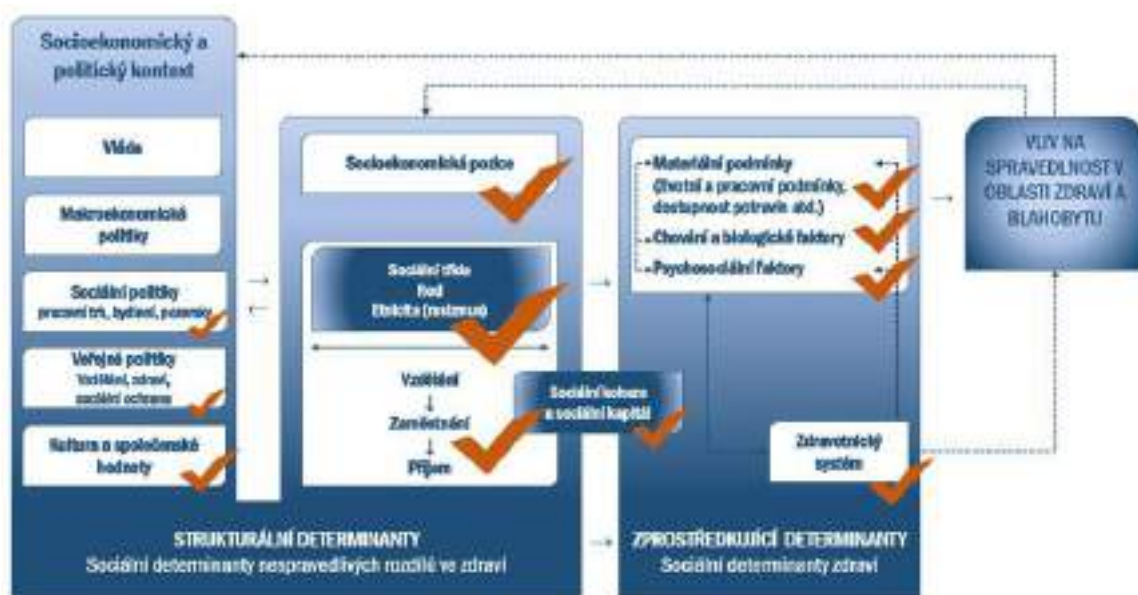 Socioekonomický a
politický kontext
Vláda
Makroekonomické
politiky
Sociální politiky
pracovní trh, bydlení, pozemky
Veřejné politiky
Vzdělání, zdraví,
sociální ochrana
Kultura a společenské
hodnoty
Socioekonomická pozice
Sociální třída
Rod
Etnicita (rasizmus)
Vzdělání
Zaměstnání
Příjem
Sociální koheze
a sociální kapitál
Materiální podmínky
(životní a pracovní podmínky,
dostupnost potravin atd.)
Chování a biologické faktory
Psychosociální faktory
Zdravotnický
systém
VLIV NA
SPRAVEDLNOST V
OBLASTI ZDRAVÍ A
BLAHOBYTU
STRUKTURÁLNÍ DETERMINANTY
Sociální determinanty nespravedlivých rozdílů ve zdraví
ZPROSTŘEDKUJÍCÍ DETERMINANTY
Sociální determinanty zdraví